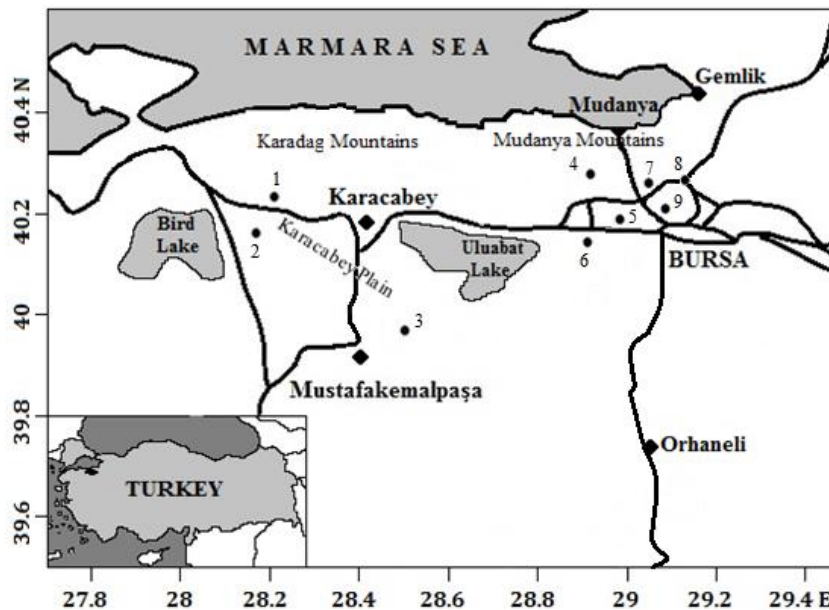 MARMARA SEA
Gemlik
Mudanya
40.4 N
Karadag Mountains
Mudanya Mountains
4
7
8
1
Karacabey
9
40.2
Bird
Lake
2
Karacabey Plain
Uluabat
Lake
5
6
BURSA
40
3
Mustafakemalpaşa
39.8
Orhaneli
TURKEY
39.6
27.8
28
28.2
28.4
28.6
28.8
29
29.2
29.4 E